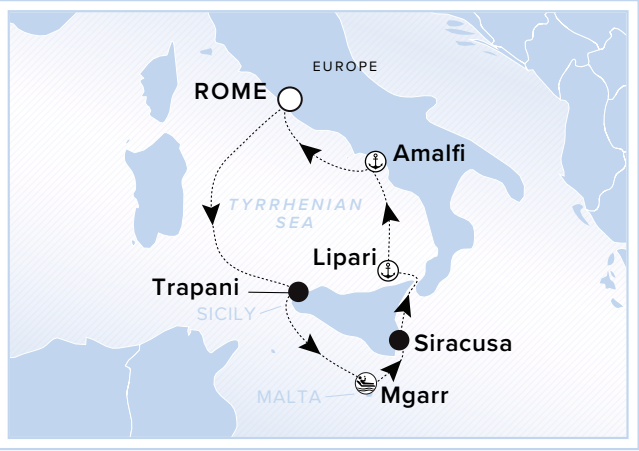 EUROPE
ROME
Amalfi
TYRRHENIAN
SEA
Lipari
Trapani
SICILY
Siracusa
MALTA
Mgarr